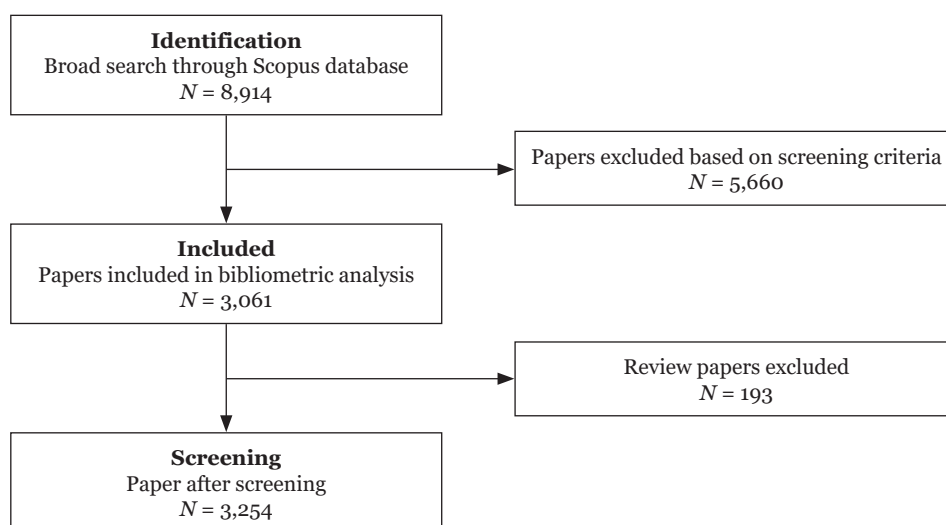 Identification
Broad search through Scopus database
N = 8,914
Papers excluded based on screening criteria
N = 5,660
Included
Papers included in bibliometric analysis
N = 3,061
Review papers excluded
N = 193
Screening
Paper after screening
N = 3,254